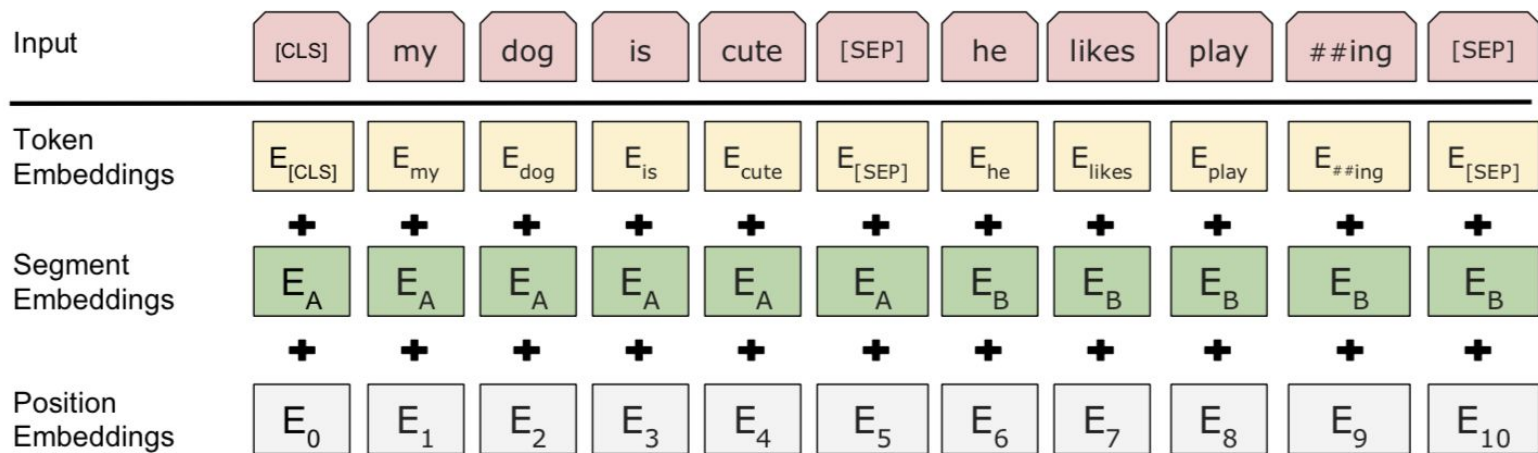 Input [CLS] my dog is cute [SEP] he likes play ##ing [SEP]
Token
Embeddings
E[CLS] Emy Edog Eis Ecute E[SEP] Ehe Elikes Eplay E##ing E[SEP]
+ + + + + + + + + + +
Segment
Embeddings
EA EA EA EA EA EA EB EB EB EB EB
+ + + + + + + + + + +
Position
Embeddings
E0 E1 E2 E3 E4 E5 E6 E7 E8 E9 E10